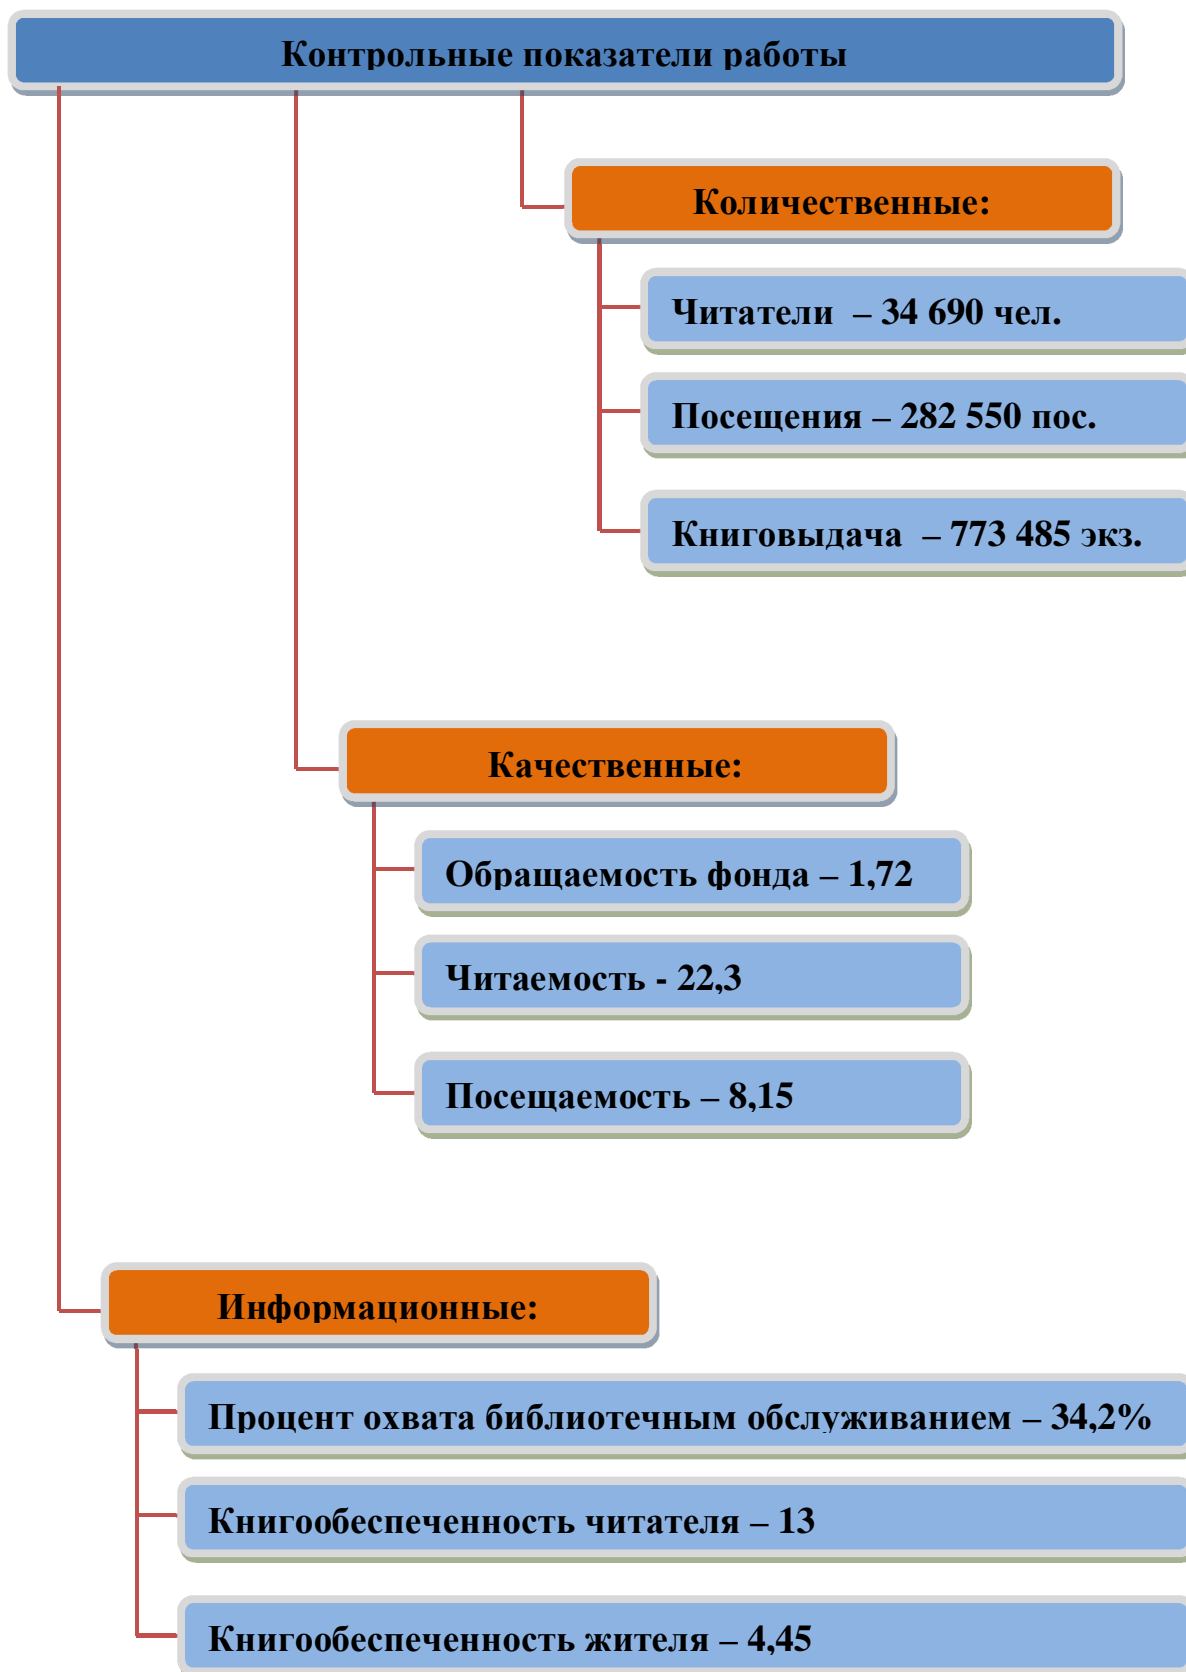 Контрольные показатели работы
Количественные:
Читатели – 34 690 чел.
Посещения – 282 550 пос.
Книговыдача – 773 485 экз.
Качественные:
Обращаемость фонда – 1,72
Читаемость - 22,3
Посещаемость – 8,15
Информационные:
Процент охвата библиотечным обслуживанием – 34,2%
Книгообеспеченность читателя – 13
Книгообеспеченность жителя – 4,45